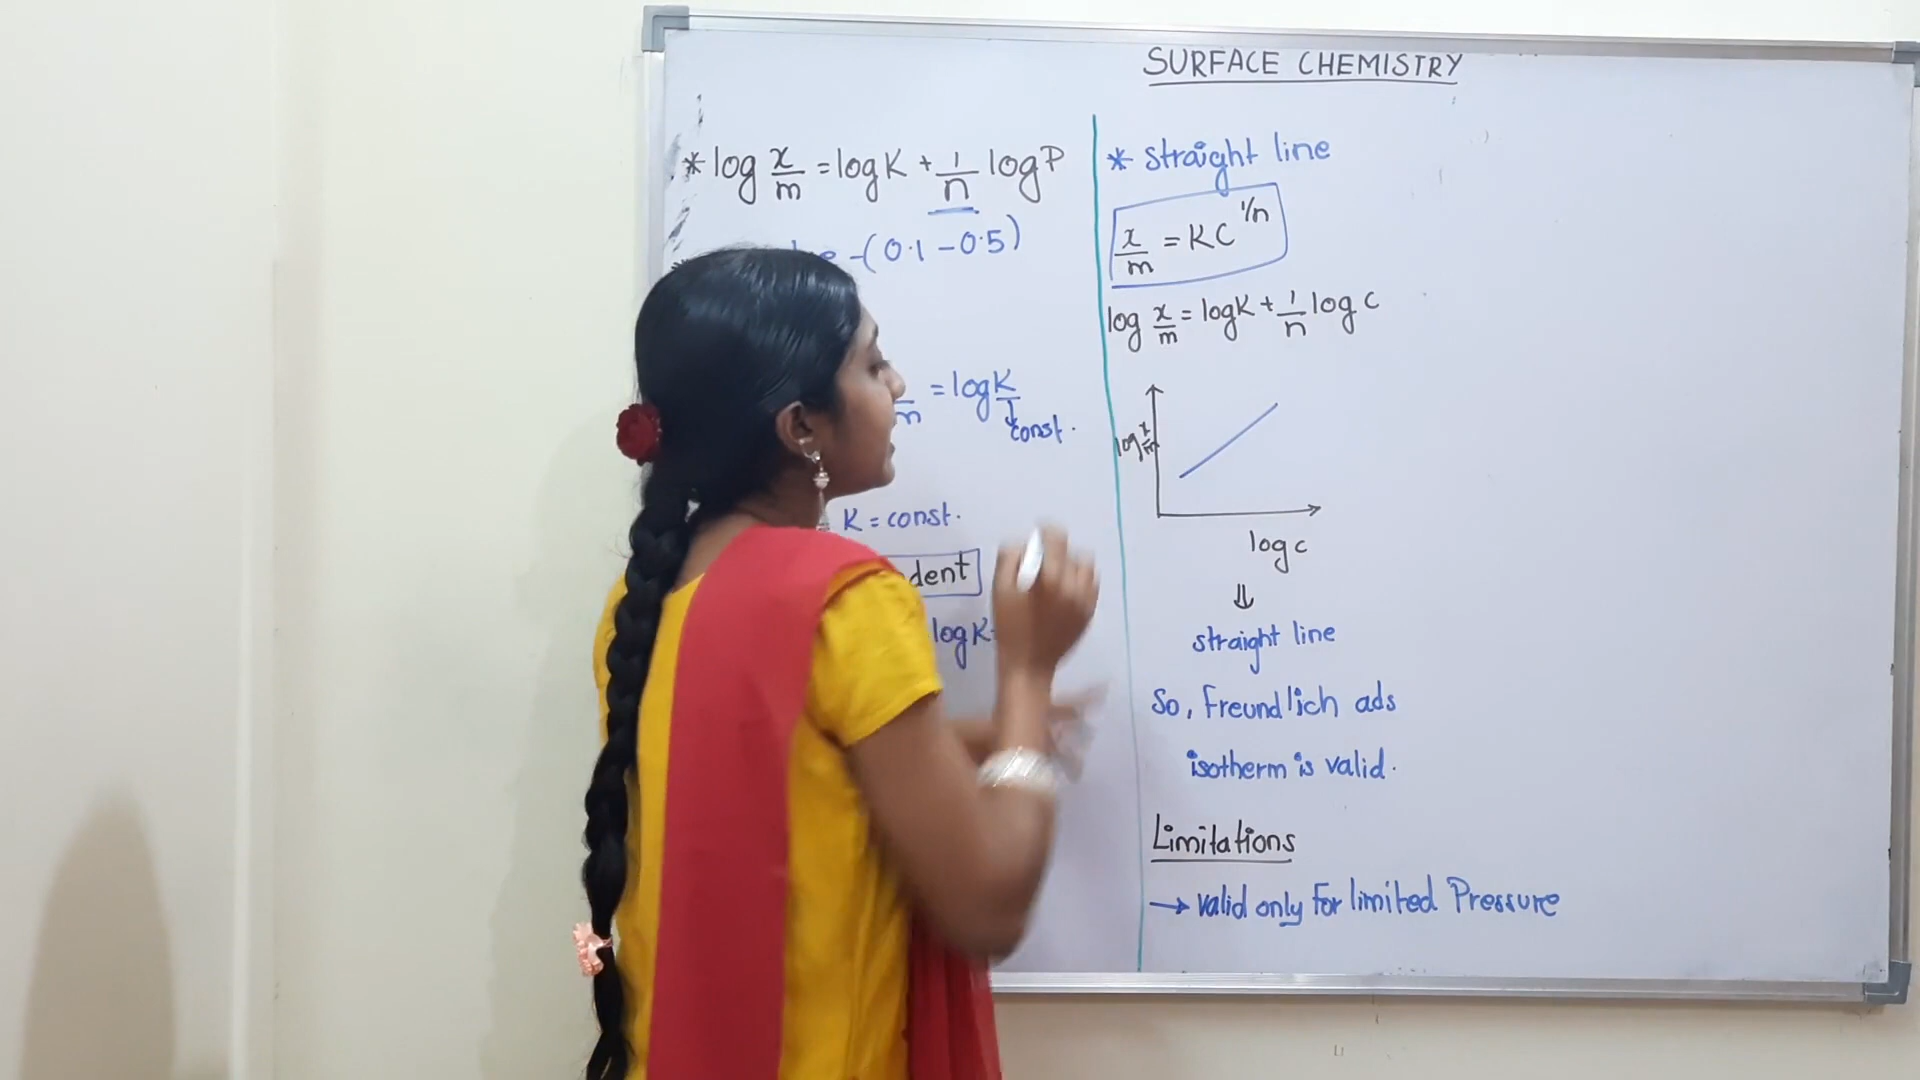 SURFACE CHEMISTRY
* log x/m = log K + 1/n log P
-(0.1 - 0.5)
m = log K
const.
K = const.
dent
log K
* straight line
x/m = KC^1/n
log x/m = log K + 1/n log C
log x/m
log c
⇓
straight line
So, Freundlich ads
isotherm is valid.
Limitations
→ valid only for limited Pressure